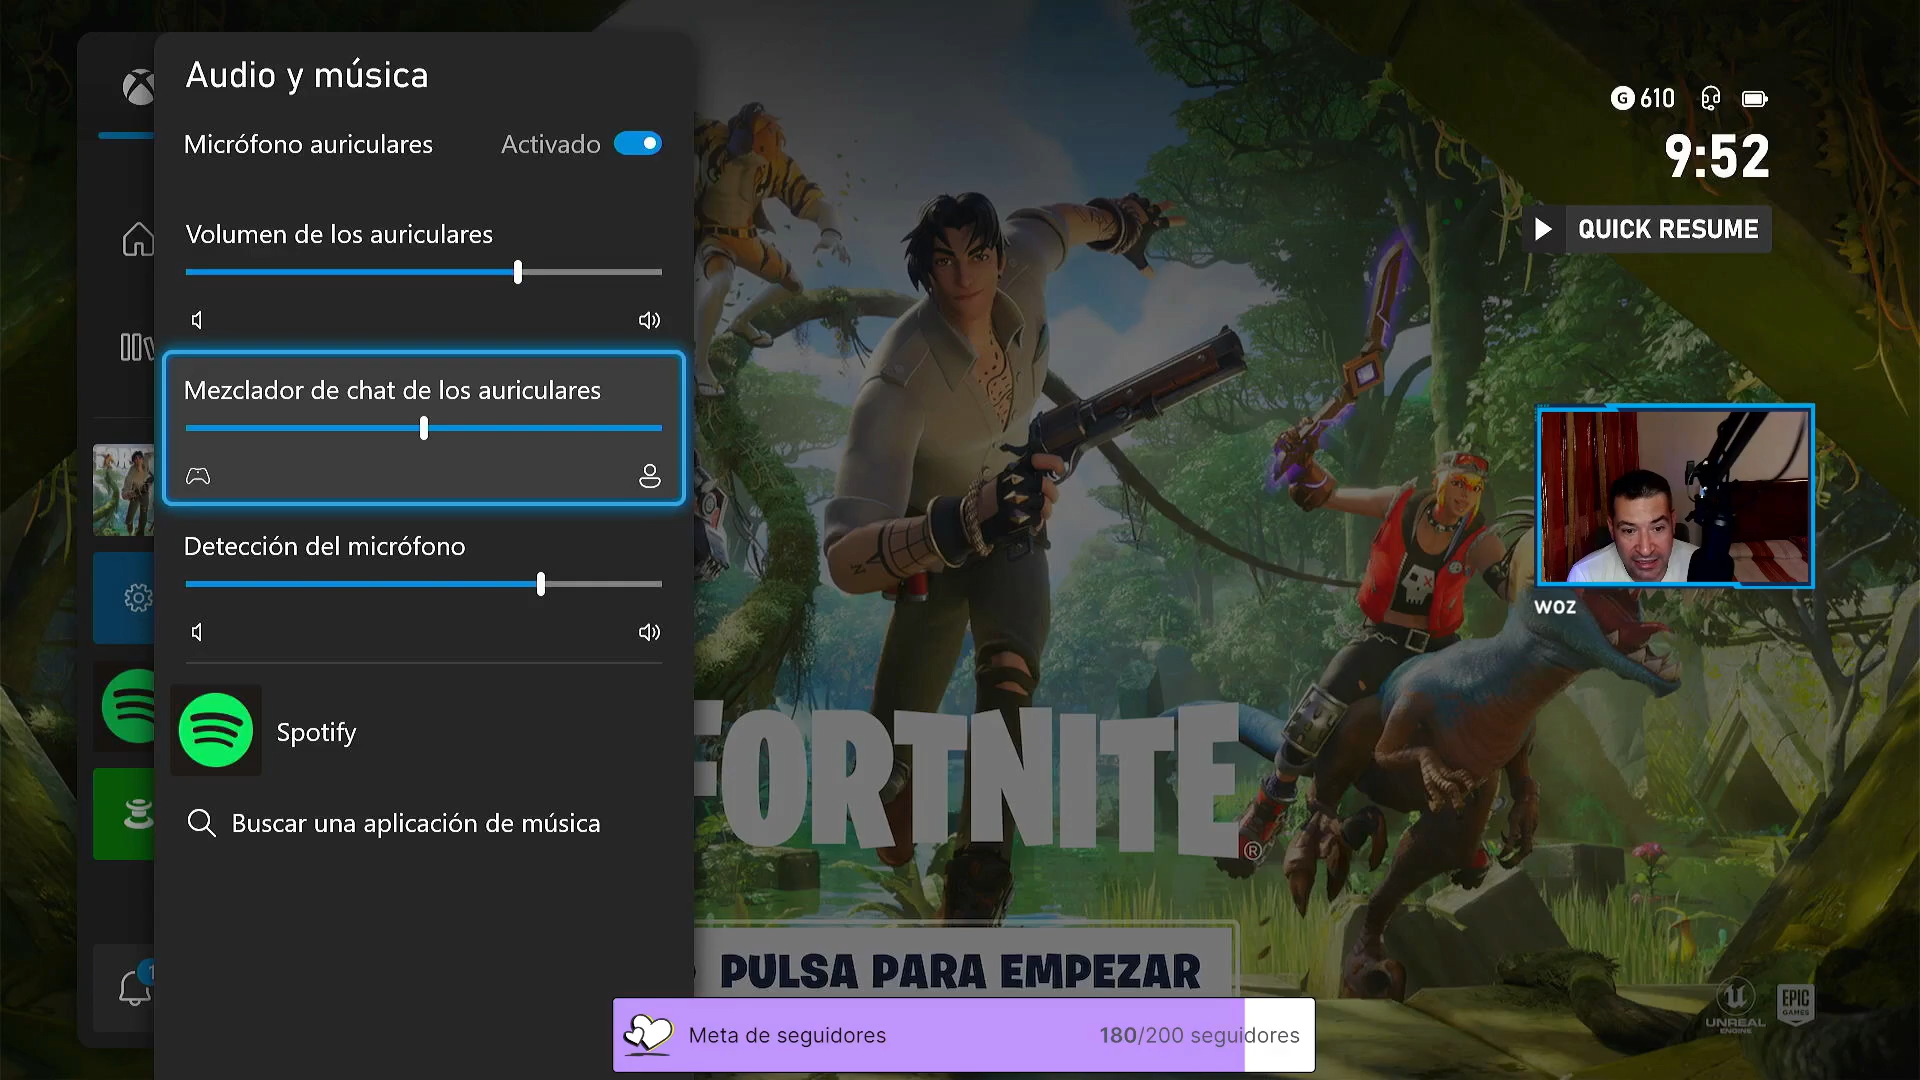 Audio y música
Micrófono auriculares Activado
Volumen de los auriculares
Mezclador de chat de los auriculares
Detección del micrófono
Spotify
Buscar una aplicación de música
G 610
9:52
QUICK RESUME
woz
FORTNITE®
PULSA PARA EMPEZAR
Meta de seguidores 180/200 seguidores
UNREAL
ENGINE
EPIC
GAMES
1